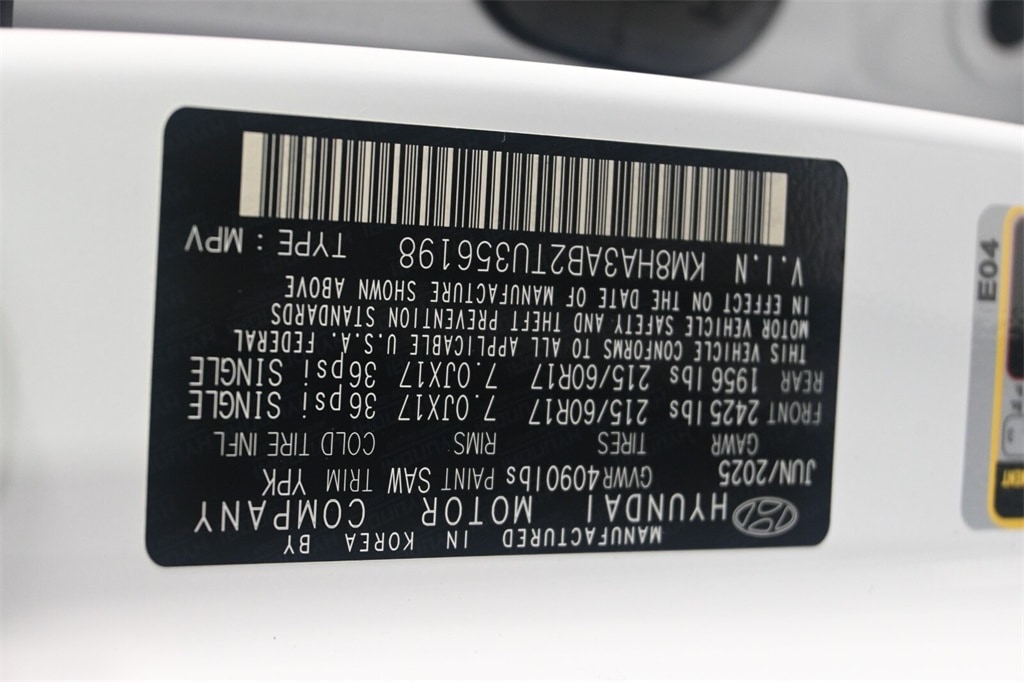 MANUFACTURED IN KOREA BY
HYUNDAI MOTOR COMPANY
JUN/2025 GVWR4090lbs PAINT SAW TRIM YPK
GAWR TIRES RIMS COLD TIRE INFL
FRONT 2425lbs 215/60R17 7.0JX17 36psi SINGLE
REAR 1956lbs 215/60R17 7.0JX17 36psi SINGLE
THIS VEHICLE CONFORMS TO ALL APPLICABLE U.S.A. FEDERAL
MOTOR VEHICLE SAFETY AND THEFT PREVENTION STANDARDS
IN EFFECT ON THE DATE OF MANUFACTURE SHOWN ABOVE
V.I.N KM8HA3AB2TU356198 TYPE : MPV
E04